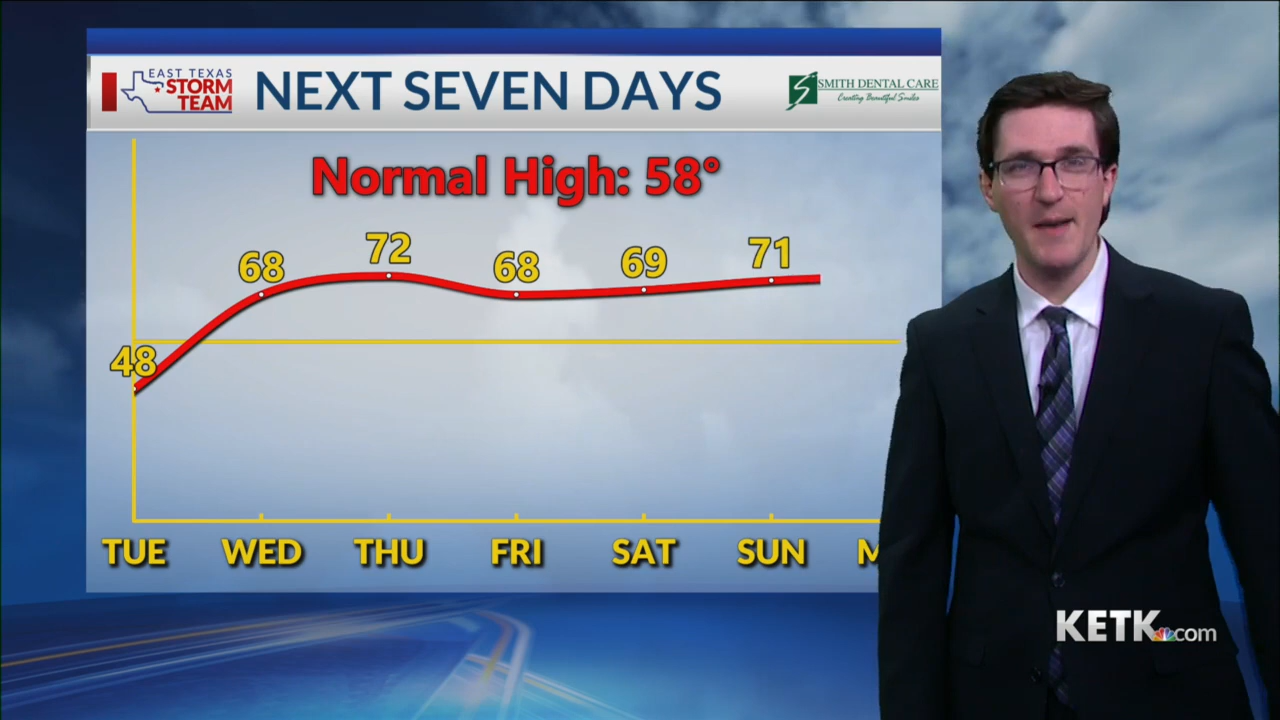 EAST TEXAS
STORM
TEAM
NEXT SEVEN DAYS
SMITH DENTAL CARE
Creating Beautiful Smiles
Normal High: 58°
48 68 72 68 69 71
TUE WED THU FRI SAT SUN M
KETK.com